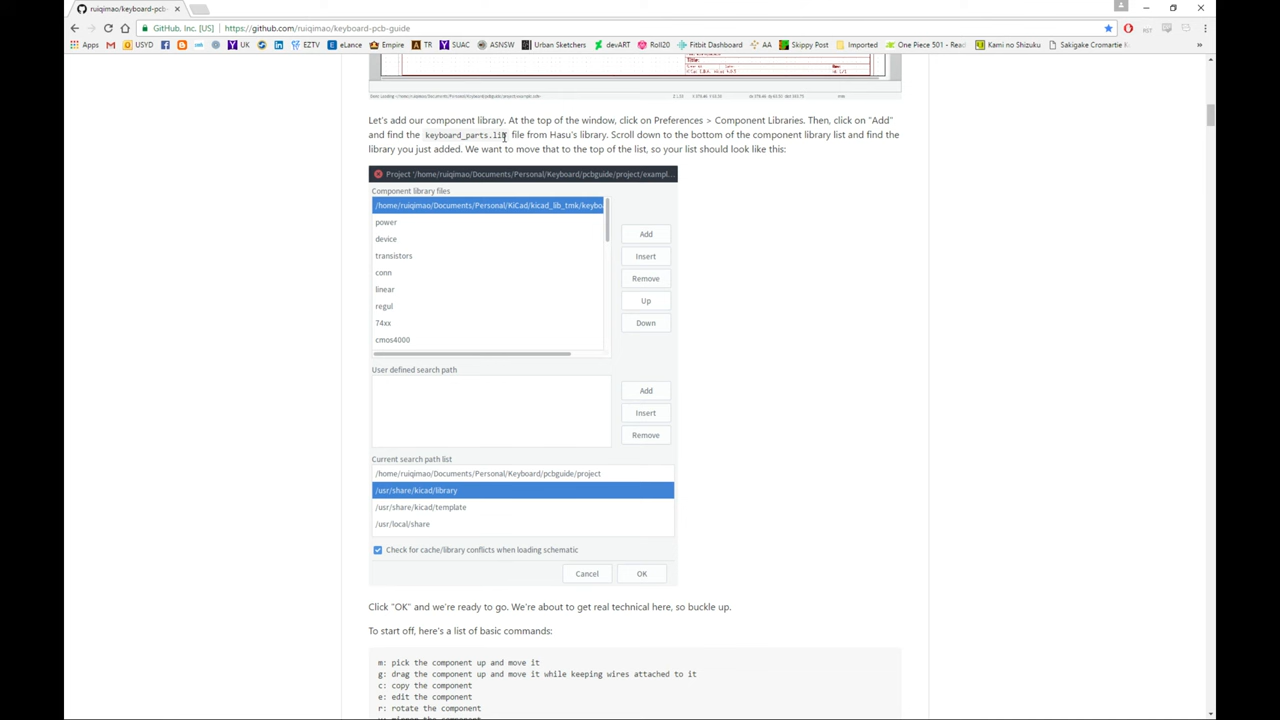 ruiqimao/keyboard-pcb-
GitHub, Inc. [US]
https://github.com/ruiqimao/keyboard-pcb-guide
Apps
USYD
UK
EZTV
eLance
Empire
TR
SUAC
ASNSW
Urban Sketchers
devART
Roll20
Fitbit Dashboard
AA
Skippy Post
Imported
One Piece 501 - Read
Kami no Shizuku
Sakigake Cromartie
Let's add our component library. At the top of the window, click on Preferences > Component Libraries. Then, click on "Add"
and find the keyboard_parts.lib file from Hasu's library. Scroll down to the bottom of the component library list and find the
library you just added. We want to move that to the top of the list, so your list should look like this:
Project '/home/ruiqimao/Documents/Personal/Keyboard/pcbguide/project/exampl...
Component library files
/home/ruiqimao/Documents/Personal/KiCad/kicad_lib_tmk/keybo
power
device
transistors
conn
linear
regul
74xx
cmos4000
Add
Insert
Remove
Up
Down
User defined search path
Add
Insert
Remove
Current search path list
/home/ruiqimao/Documents/Personal/Keyboard/pcbguide/project
/usr/share/kicad/library
/usr/share/kicad/template
/usr/local/share
Check for cache/library conflicts when loading schematic
Cancel
OK
Click "OK" and we're ready to go. We're about to get real technical here, so buckle up.
To start off, here's a list of basic commands:
m: pick the component up and move it
g: drag the component up and move it while keeping wires attached to it
c: copy the component
e: edit the component
r: rotate the component